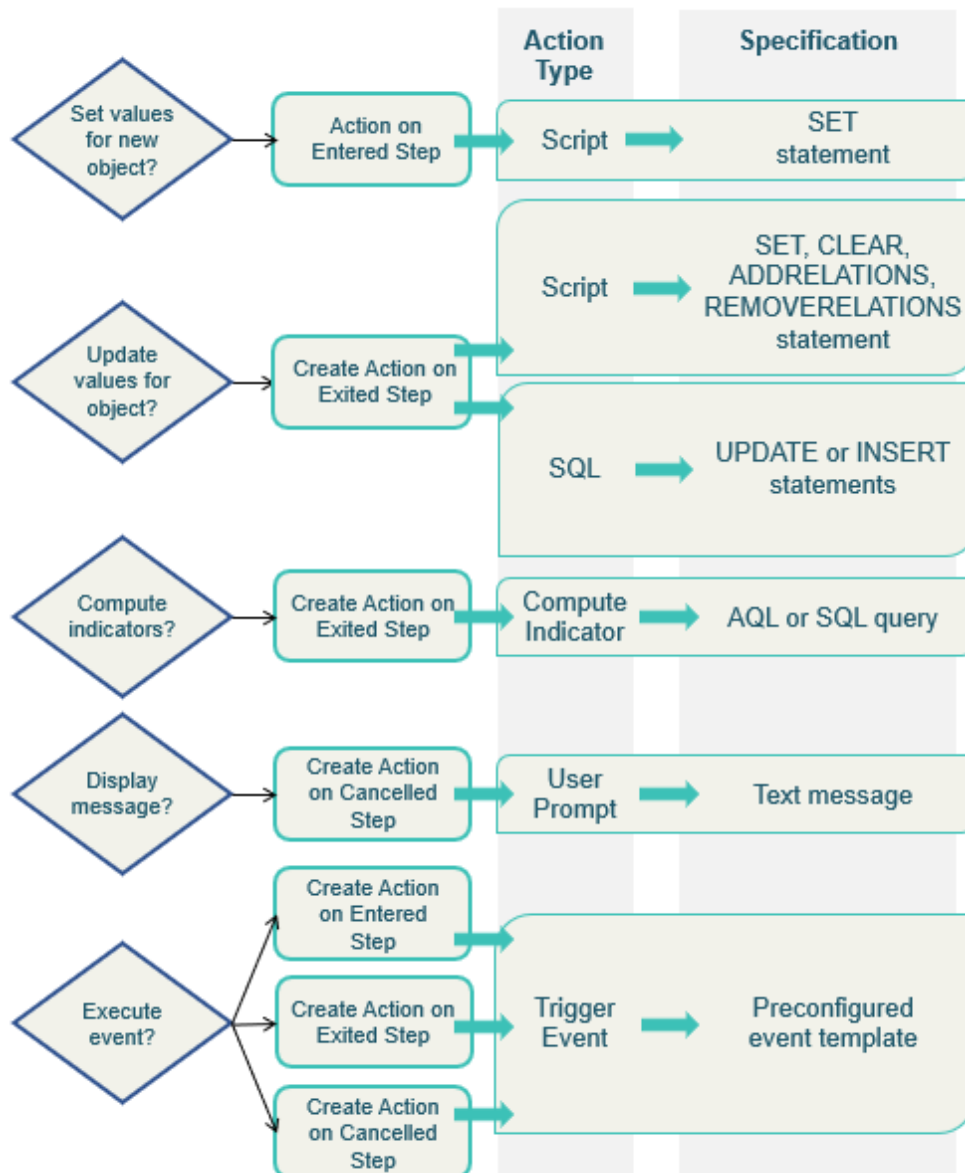 Action
Type
Specification
Set values
for new
object?
Action on
Entered Step
Script
SET
statement
Update
values for
object?
Create Action on
Exited Step
Script
SET, CLEAR,
ADDRELATIONS,
REMOVERELATIONS
statement
SQL
UPDATE or INSERT
statements
Compute
indicators?
Create Action on
Exited Step
Compute
Indicator
AQL or SQL query
Display
message?
Create Action
on Cancelled
Step
User
Prompt
Text message
Execute
event?
Create Action
on Entered
Step
Create Action on
Exited Step
Create Action
on Cancelled
Step
Trigger
Event
Preconfigured
event template